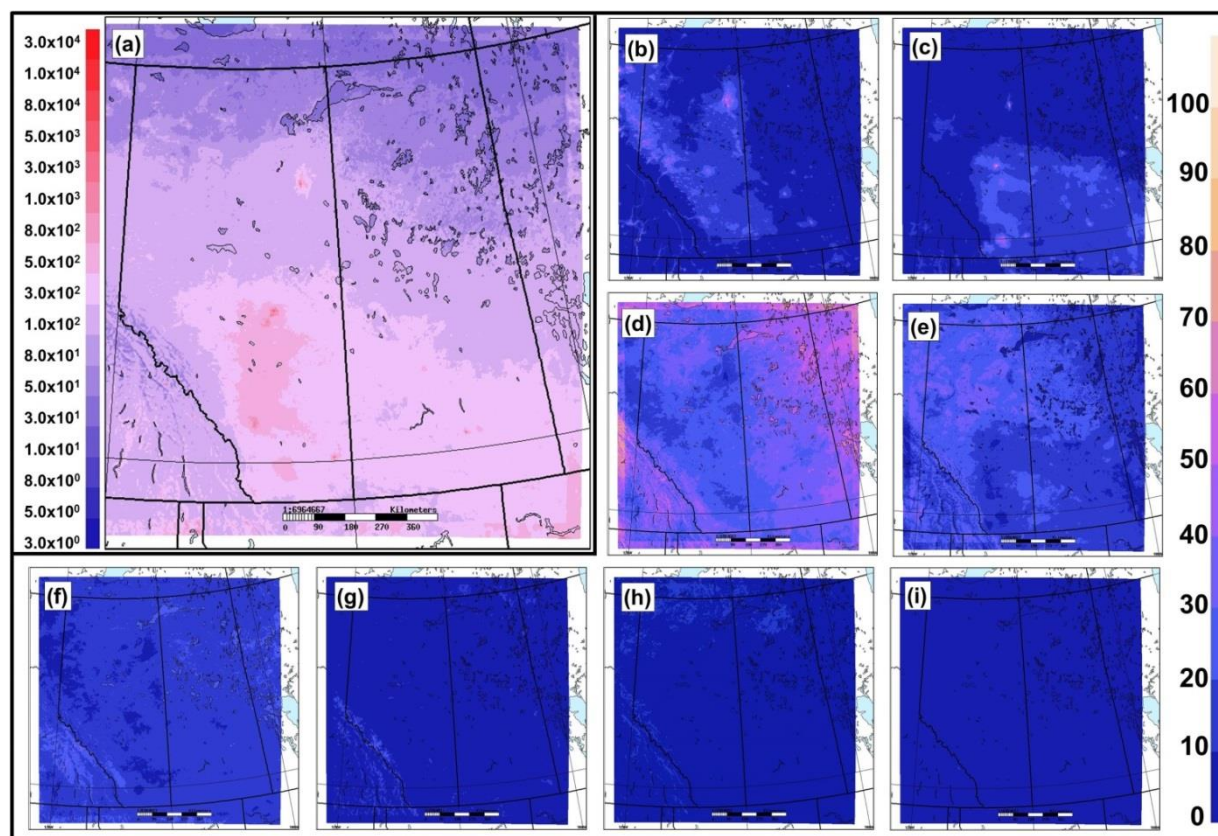 (a)
3.0x10⁴
1.0x10⁴
8.0x10⁴
5.0x10³
3.0x10³
1.0x10³
8.0x10²
5.0x10²
3.0x10²
1.0x10²
8.0x10¹
5.0x10¹
3.0x10¹
1.0x10¹
8.0x10⁰
5.0x10⁰
3.0x10⁰
1:6964667 Kilometers
0 90 180 270 360
(b)
(c)
(d)
(e)
(f)
(g)
(h)
(i)
100
90
80
70
60
50
40
30
20
10
0